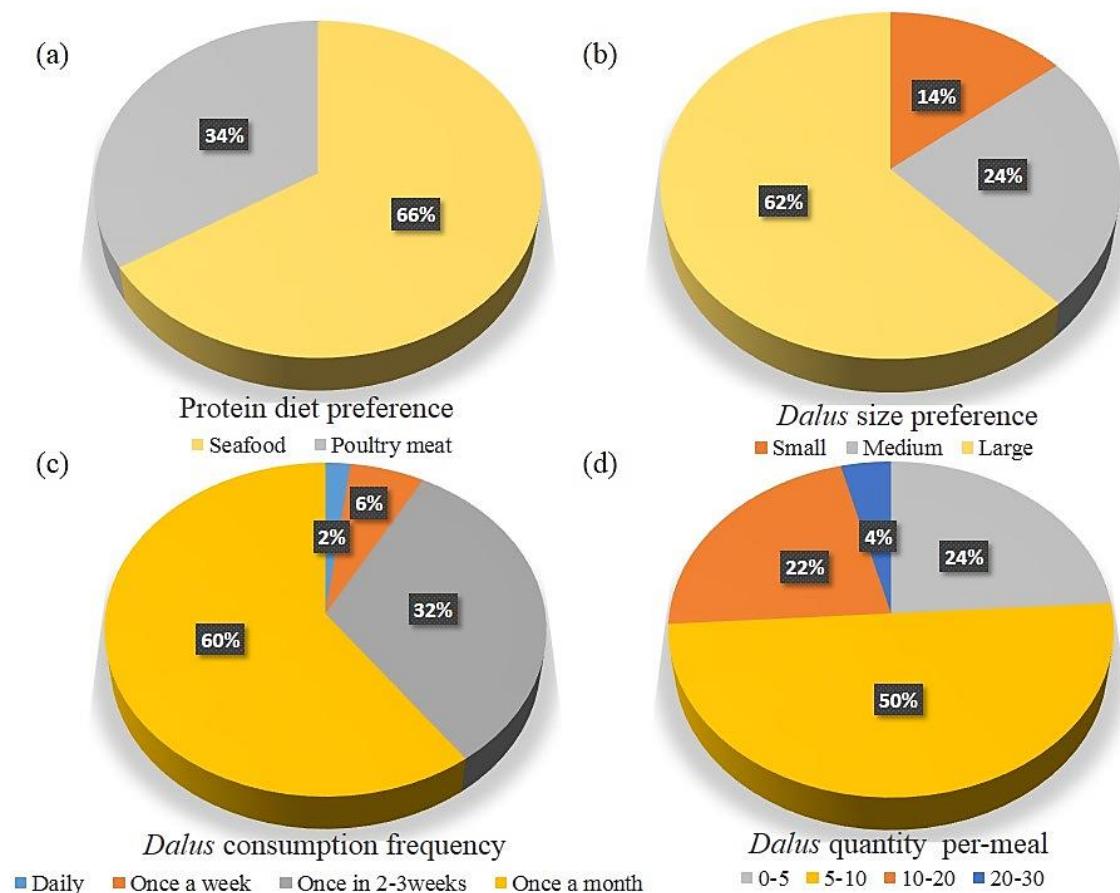 (a)
34%
66%
Protein diet preference
Seafood Poultry meat
(b)
14%
24%
62%
Dalus size preference
Small Medium Large
(c)
2%
6%
32%
60%
Dalus consumption frequency
Daily Once a week Once in 2-3weeks Once a month
(d)
4%
24%
22%
50%
Dalus quantity per-meal
0-5 5-10 10-20 20-30